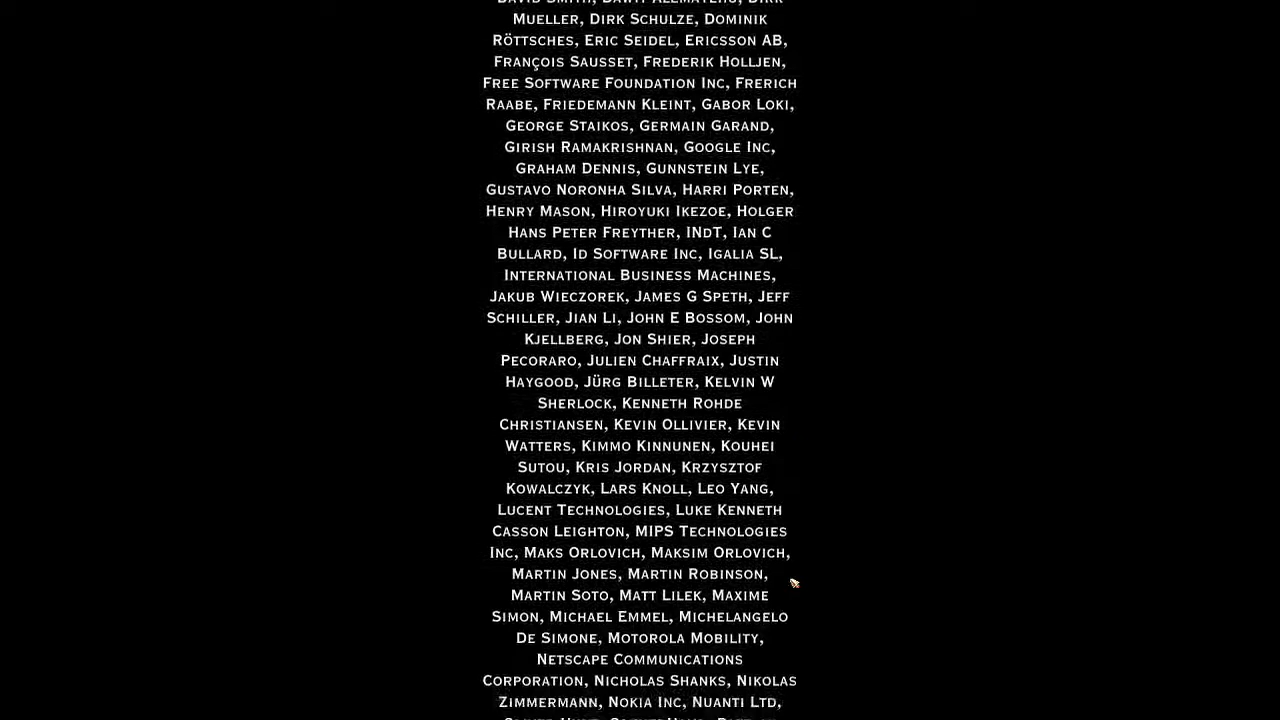 Mueller, Dirk Schulze, Dominik
Röttsches, Eric Seidel, Ericsson AB,
François Sausset, Frederik Holljen,
Free Software Foundation Inc, Frerich
Raabe, Friedemann Kleint, Gabor Loki,
George Staikos, Germain Garand,
Girish Ramakrishnan, Google Inc,
Graham Dennis, Gunnstein Lye,
Gustavo Noronha Silva, Harri Porten,
Henry Mason, Hiroyuki Ikezoe, Holger
Hans Peter Freyther, INdT, Ian C
Bullard, Id Software Inc, Igalia SL,
International Business Machines,
Jakub Wieczorek, James G Speth, Jeff
Schiller, Jian Li, John E Bossom, John
Kjellberg, Jon Shier, Joseph
Pecoraro, Julien Chaffraix, Justin
Haygood, Jürg Billeter, Kelvin W
Sherlock, Kenneth Rohde
Christiansen, Kevin Ollivier, Kevin
Watters, Kimmo Kinnunen, Kouhei
Sutou, Kris Jordan, Krzysztof
Kowalczyk, Lars Knoll, Leo Yang,
Lucent Technologies, Luke Kenneth
Casson Leighton, MIPS Technologies
Inc, Maks Orlovich, Maksim Orlovich,
Martin Jones, Martin Robinson,
Martin Soto, Matt Lilek, Maxime
Simon, Michael Emmel, Michelangelo
De Simone, Motorola Mobility,
Netscape Communications
Corporation, Nicholas Shanks, Nikolas
Zimmermann, Nokia Inc, Nuanti Ltd,